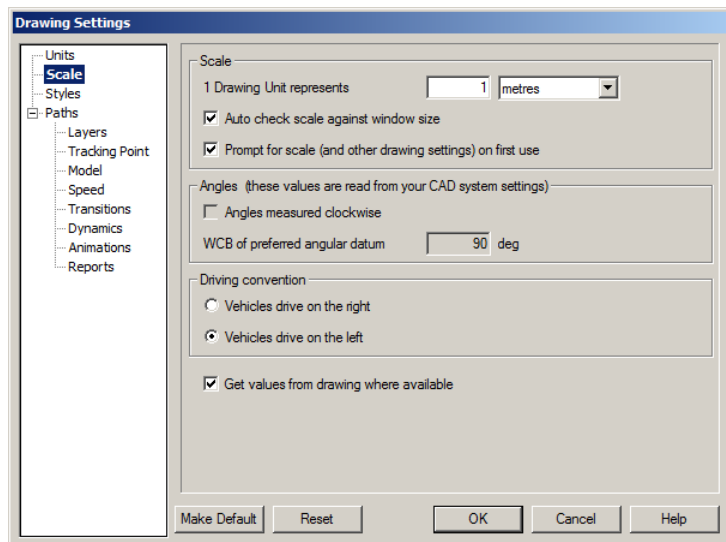 Drawing Settings
Units
Scale
Styles
Paths
Layers
Tracking Point
Model
Speed
Transitions
Dynamics
Animations
Reports
Scale
1 Drawing Unit represents 1 metres
Auto check scale against window size
Prompt for scale (and other drawing settings) on first use
Angles (these values are read from your CAD system settings)
Angles measured clockwise
WCB of preferred angular datum 90 deg
Driving convention
Vehicles drive on the right
Vehicles drive on the left
Get values from drawing where available
Make Default Reset OK Cancel Help